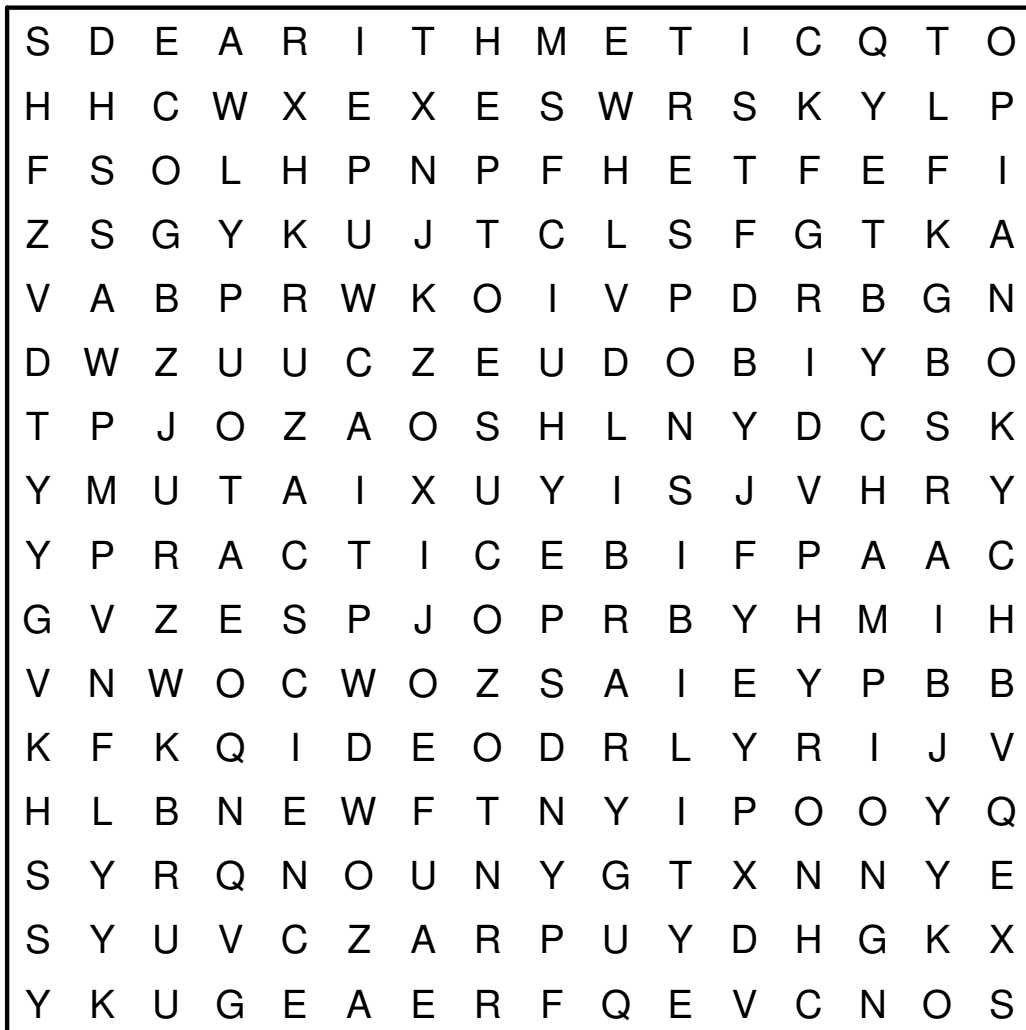 S D E A R I T H M E T I C Q T O
H H C W X E X E S W R S K Y L P
F S O L H P N P F H E T F E F I
Z S G Y K U J T C L S F G T K A
V A B P R W K O I V P D R B G N
D W Z U U C Z E U D O B I Y B O
T P J O Z A O S H L N Y D C S K
Y M U T A I X U Y I S J V H R Y
Y P R A C T I C E B I F P A A C
G V Z E S P J O P R B Y H M I H
V N W O C W O Z S A I E Y P B B
K F K Q I D E O D R L Y R I J V
H L B N E W F T N Y I P O O Y Q
S Y R Q N O U N Y G T X N N Y E
S Y U V C Z A R P U Y D H G K X
Y K U G E A E R F Q E V C N O S